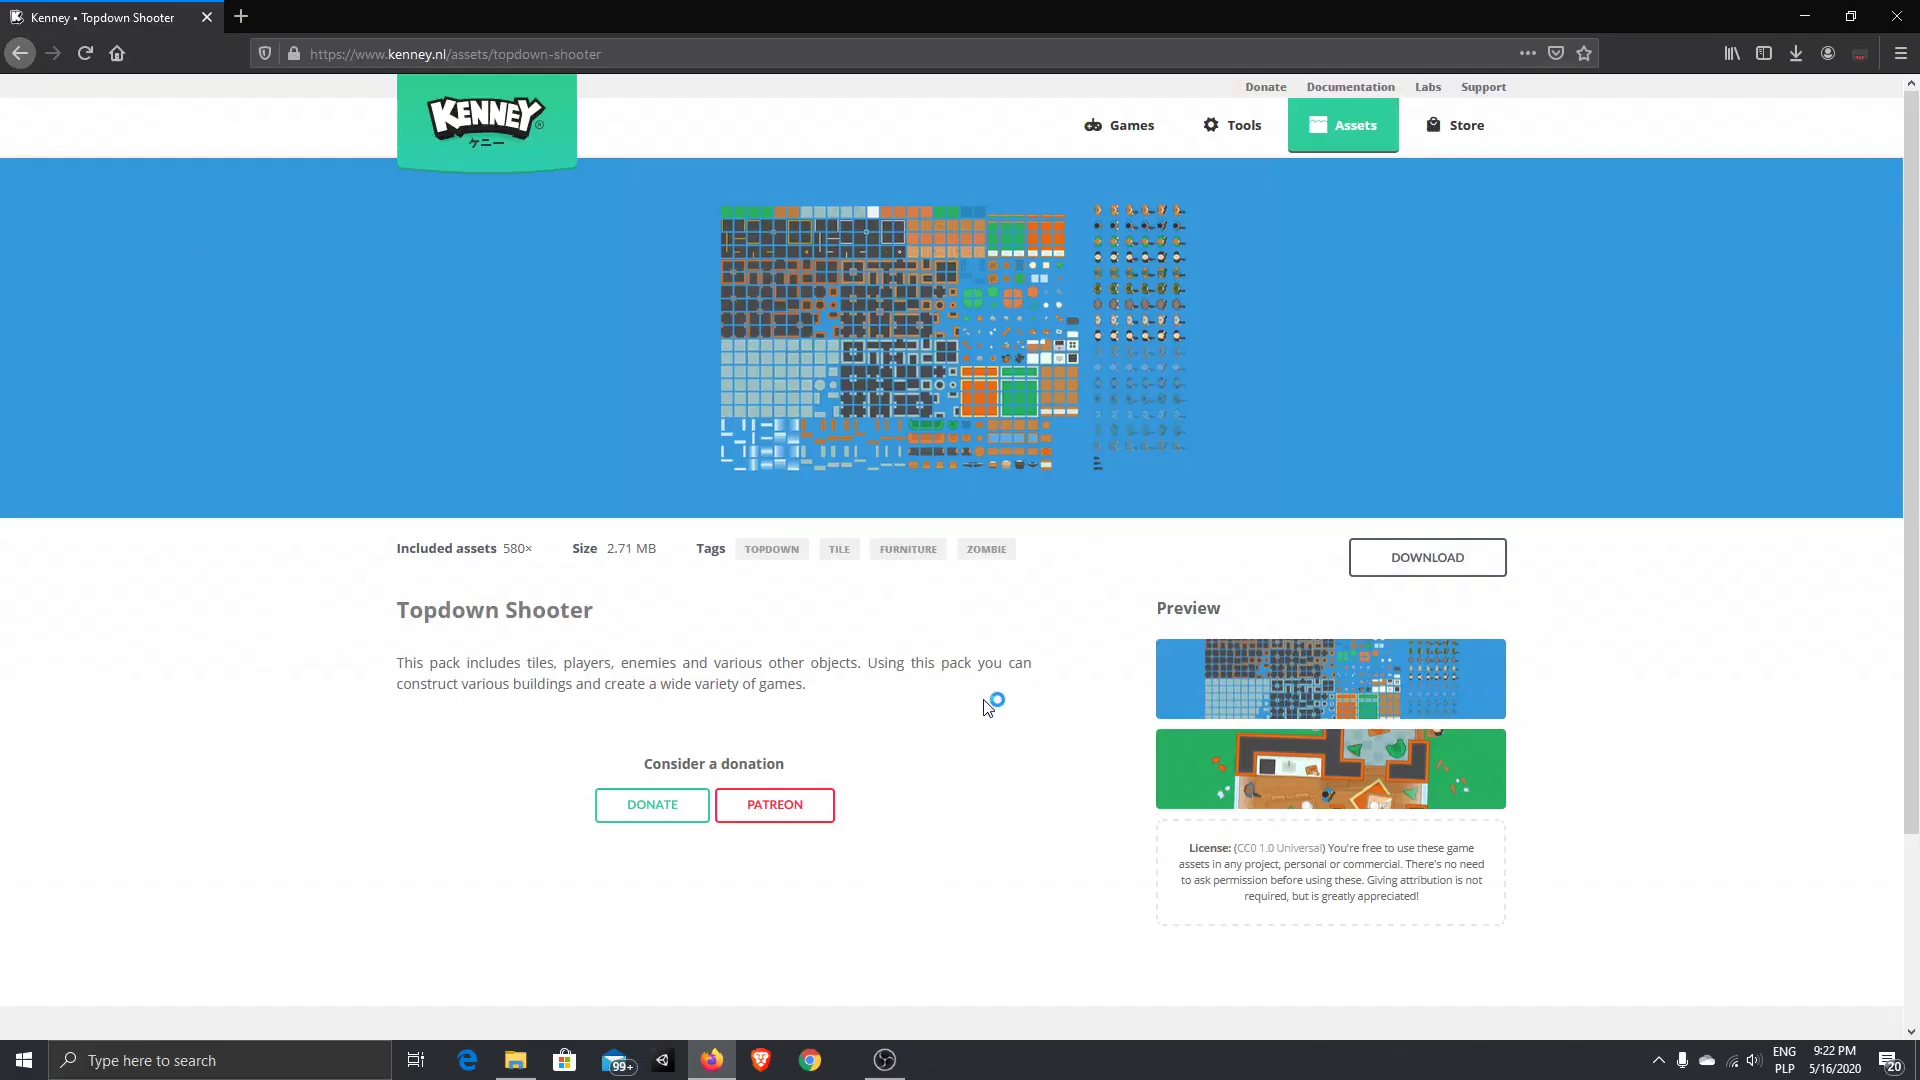 Kenney • Topdown Shooter
https://www.kenney.nl/assets/topdown-shooter
Donate Documentation Labs Support
KENNEY®
ケニー
Games Tools Assets Store
Included assets 580× Size 2.71 MB Tags TOPDOWN TILE FURNITURE ZOMBIE
DOWNLOAD
Topdown Shooter
This pack includes tiles, players, enemies and various other objects. Using this pack you can
construct various buildings and create a wide variety of games.
Consider a donation
DONATE PATREON
Preview
License: (CC0 1.0 Universal) You're free to use these game
assets in any project, personal or commercial. There's no need
to ask permission before using these. Giving attribution is not
required, but is greatly appreciated!
Type here to search
99+
ENG
PLP
9:22 PM
5/16/2020
20